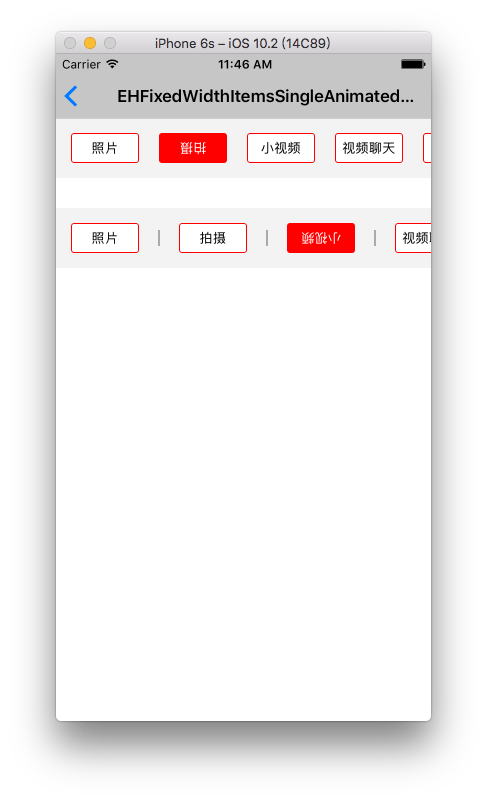 iPhone 6s – iOS 10.2 (14C89)
Carrier 11:46 AM
EHFixedWidthItemsSingleAnimated...
照片 拍摄 小视频 视频聊天
照片 拍摄 小视频 视频